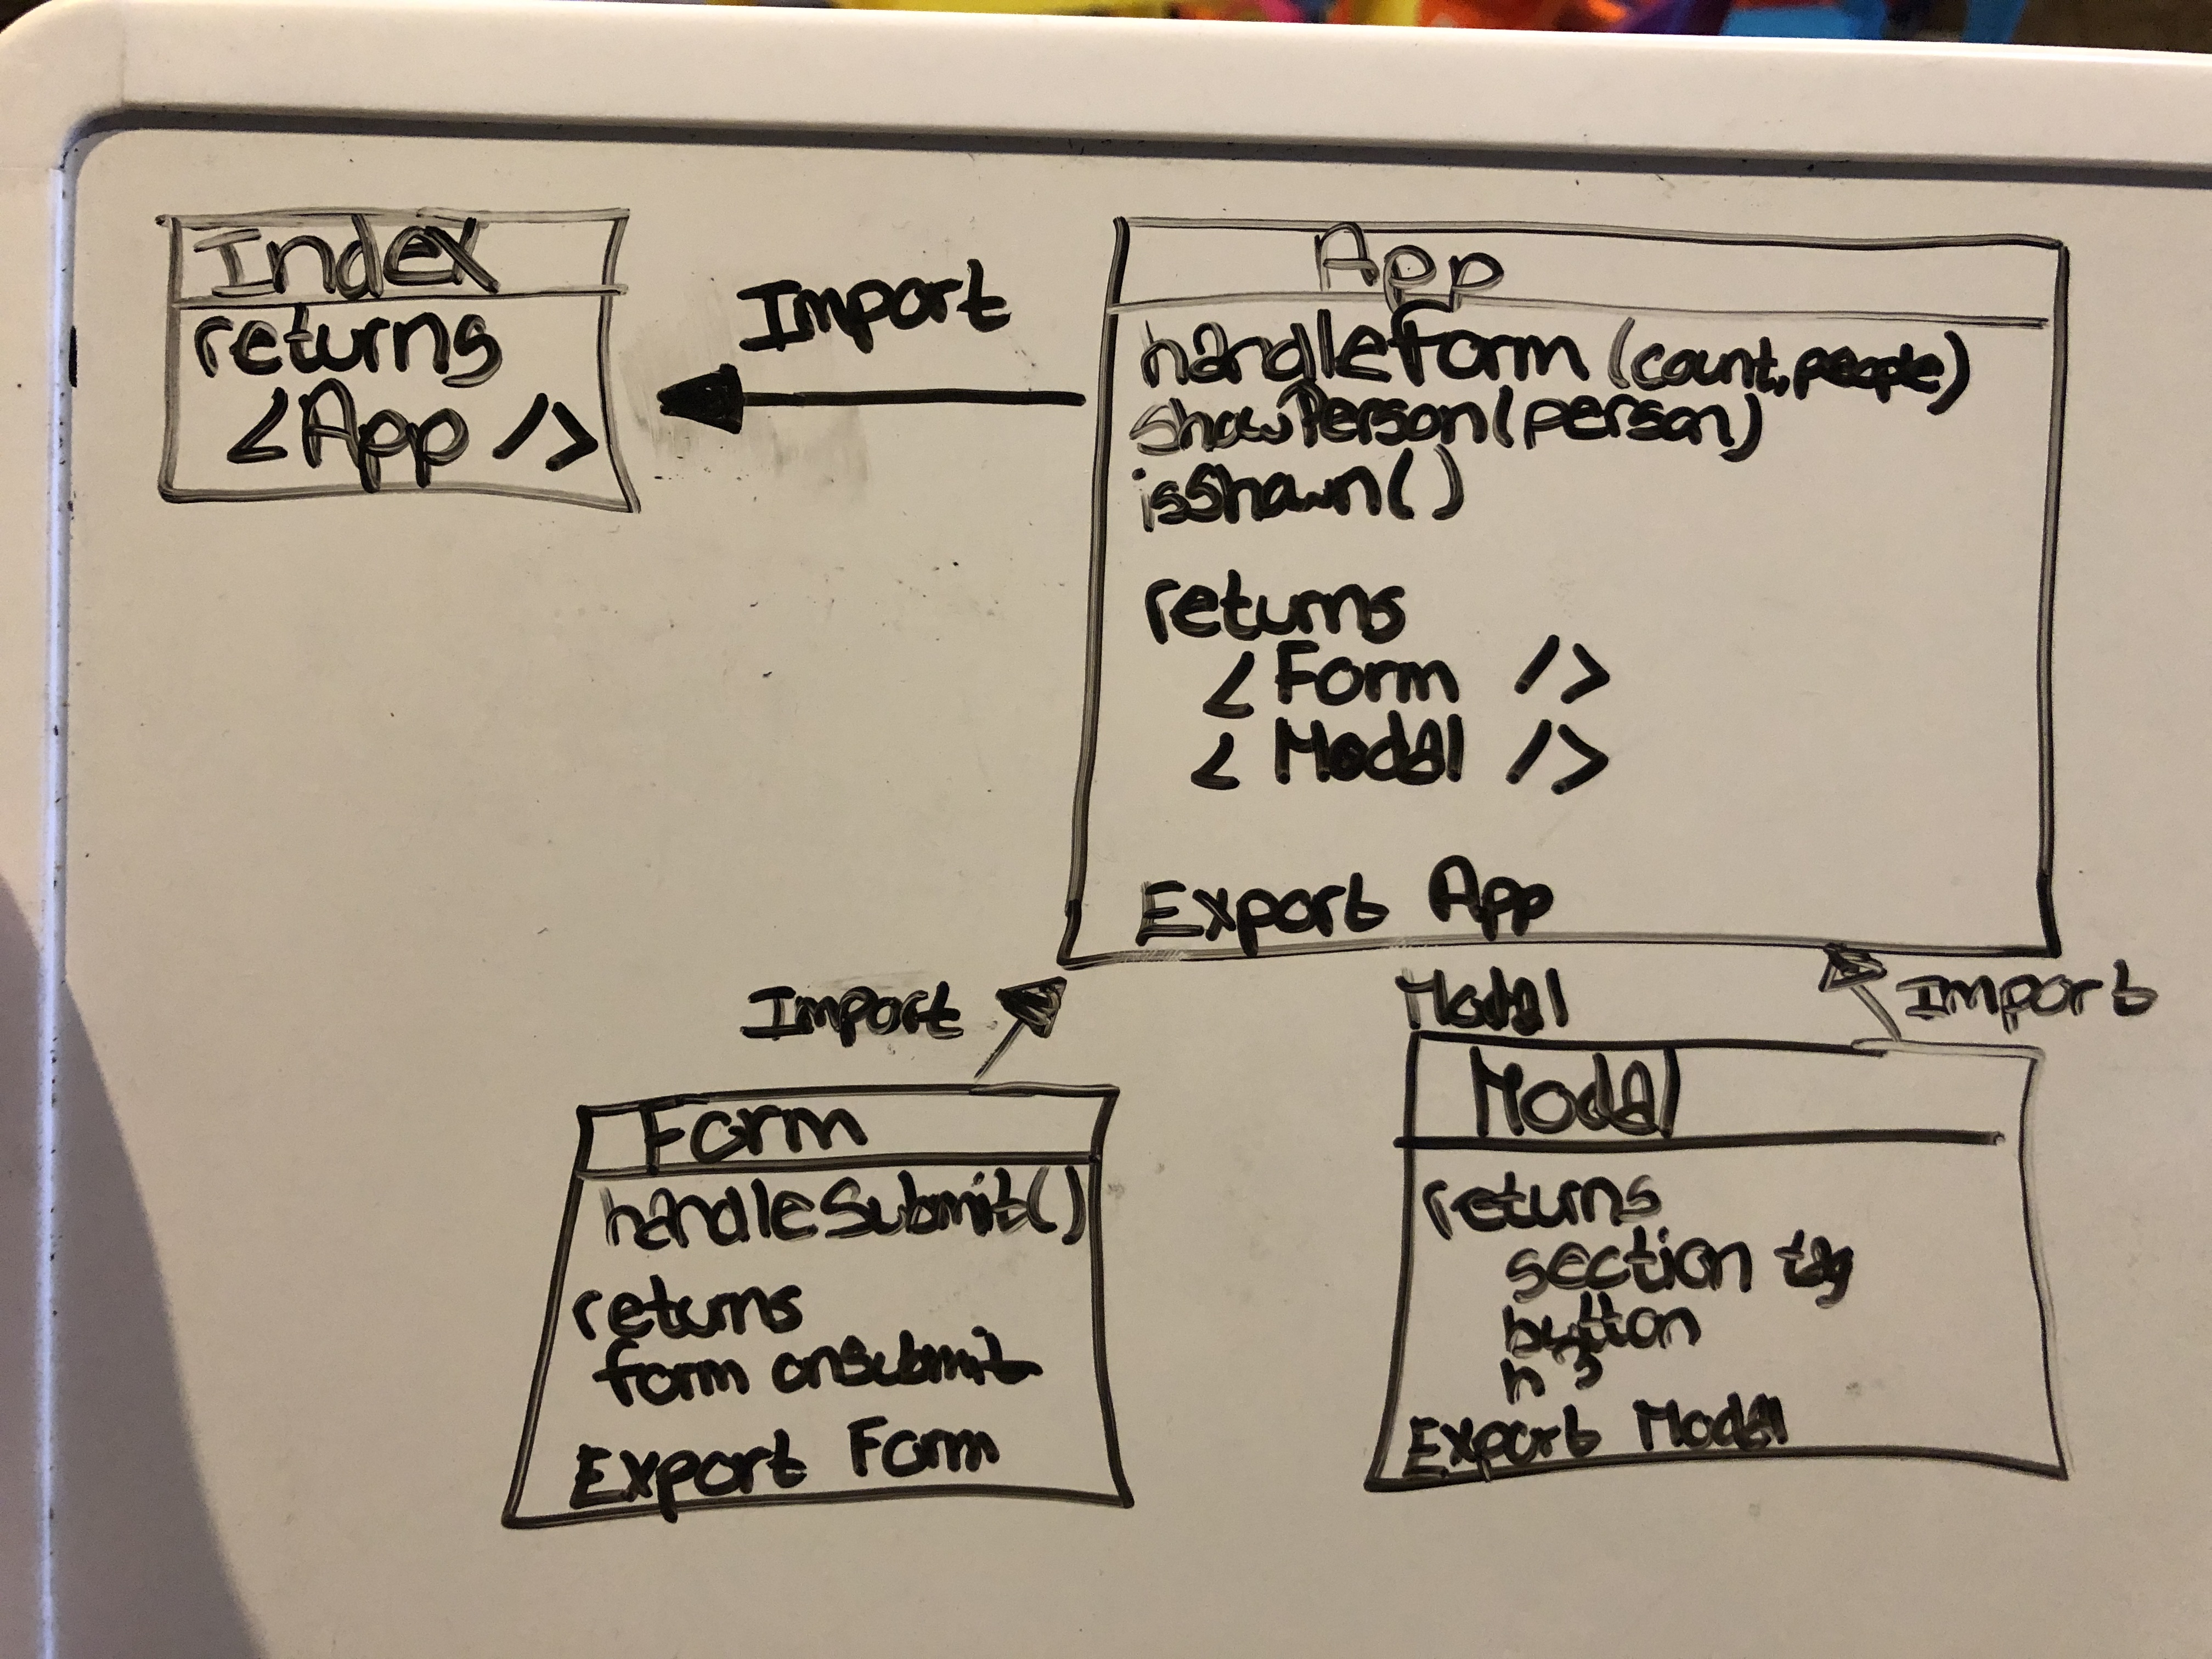 Index
returns
<App />
Import
App
handleForm (count, people)
showPerson(person)
isShown()
returns
<Form />
<Modal />
Export App
Import
Form
handleSubmit()
returns
form onsubmit
Export Form
Import
Modal
Modal
returns
section tag
button
h3
Export Modal